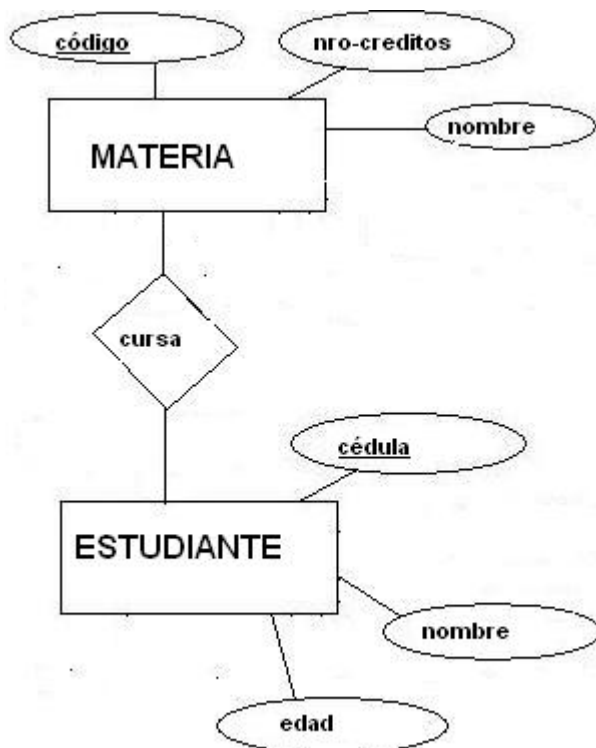 código
nro-creditos
nombre
MATERIA
cursa
cédula
ESTUDIANTE
nombre
edad